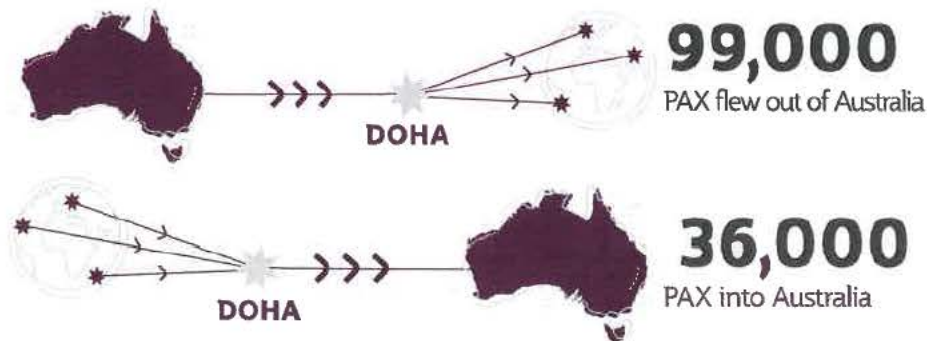 99,000
PAX flew out of Australia
DOHA
36,000
PAX into Australia
DOHA